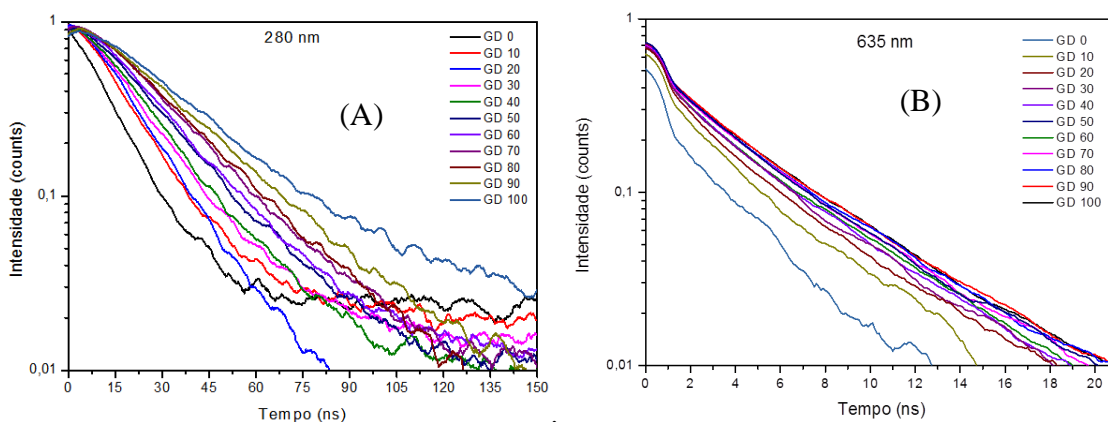 280 nm
(A)
GD 0
GD 10
GD 20
GD 30
GD 40
GD 50
GD 60
GD 70
GD 80
GD 90
GD 100
Intensidade (counts)
1
0,1
0,01
0 15 30 45 60 75 90 105 120 135 150
Tempo (ns)
635 nm
(B)
GD 0
GD 10
GD 20
GD 30
GD 40
GD 50
GD 60
GD 70
GD 80
GD 90
GD 100
Intensidade (counts)
1
0,1
0,01
0 2 4 6 8 10 12 14 16 18 20
Tempo (ns)